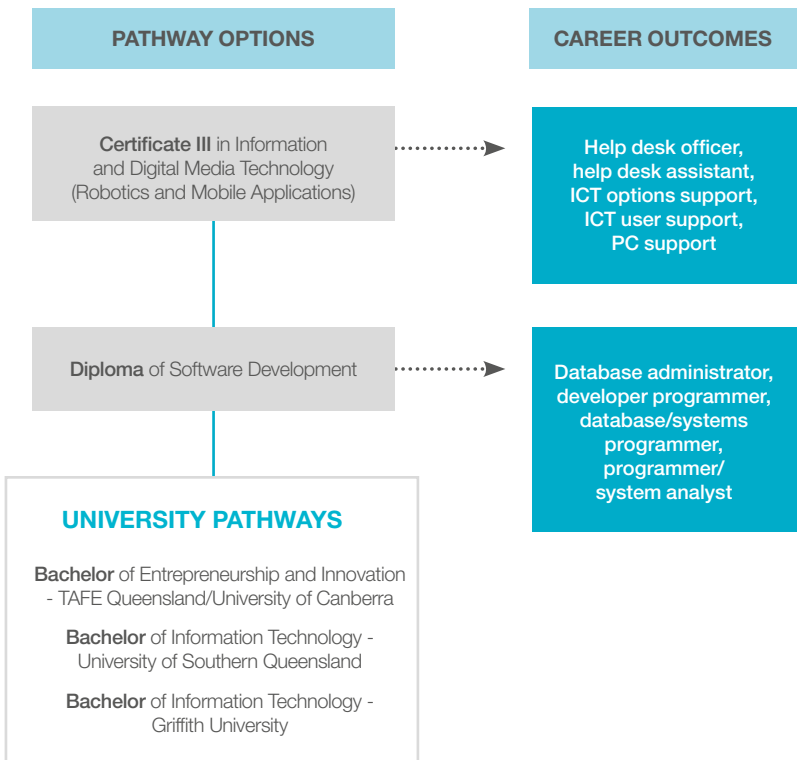 PATHWAY OPTIONS
CAREER OUTCOMES
Certificate III in Information
and Digital Media Technology
(Robotics and Mobile Applications)
Help desk officer,
help desk assistant,
ICT options support,
ICT user support,
PC support
Diploma of Software Development
Database administrator,
developer programmer,
database/systems
programmer,
programmer/
system analyst
UNIVERSITY PATHWAYS
Bachelor of Entrepreneurship and Innovation
- TAFE Queensland/University of Canberra
Bachelor of Information Technology -
University of Southern Queensland
Bachelor of Information Technology -
Griffith University